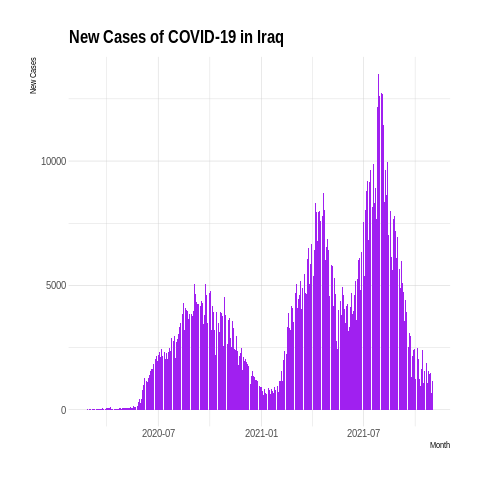 New Cases of COVID-19 in Iraq
New Cases
10000
5000
0
2020-07 2021-01 2021-07
Month